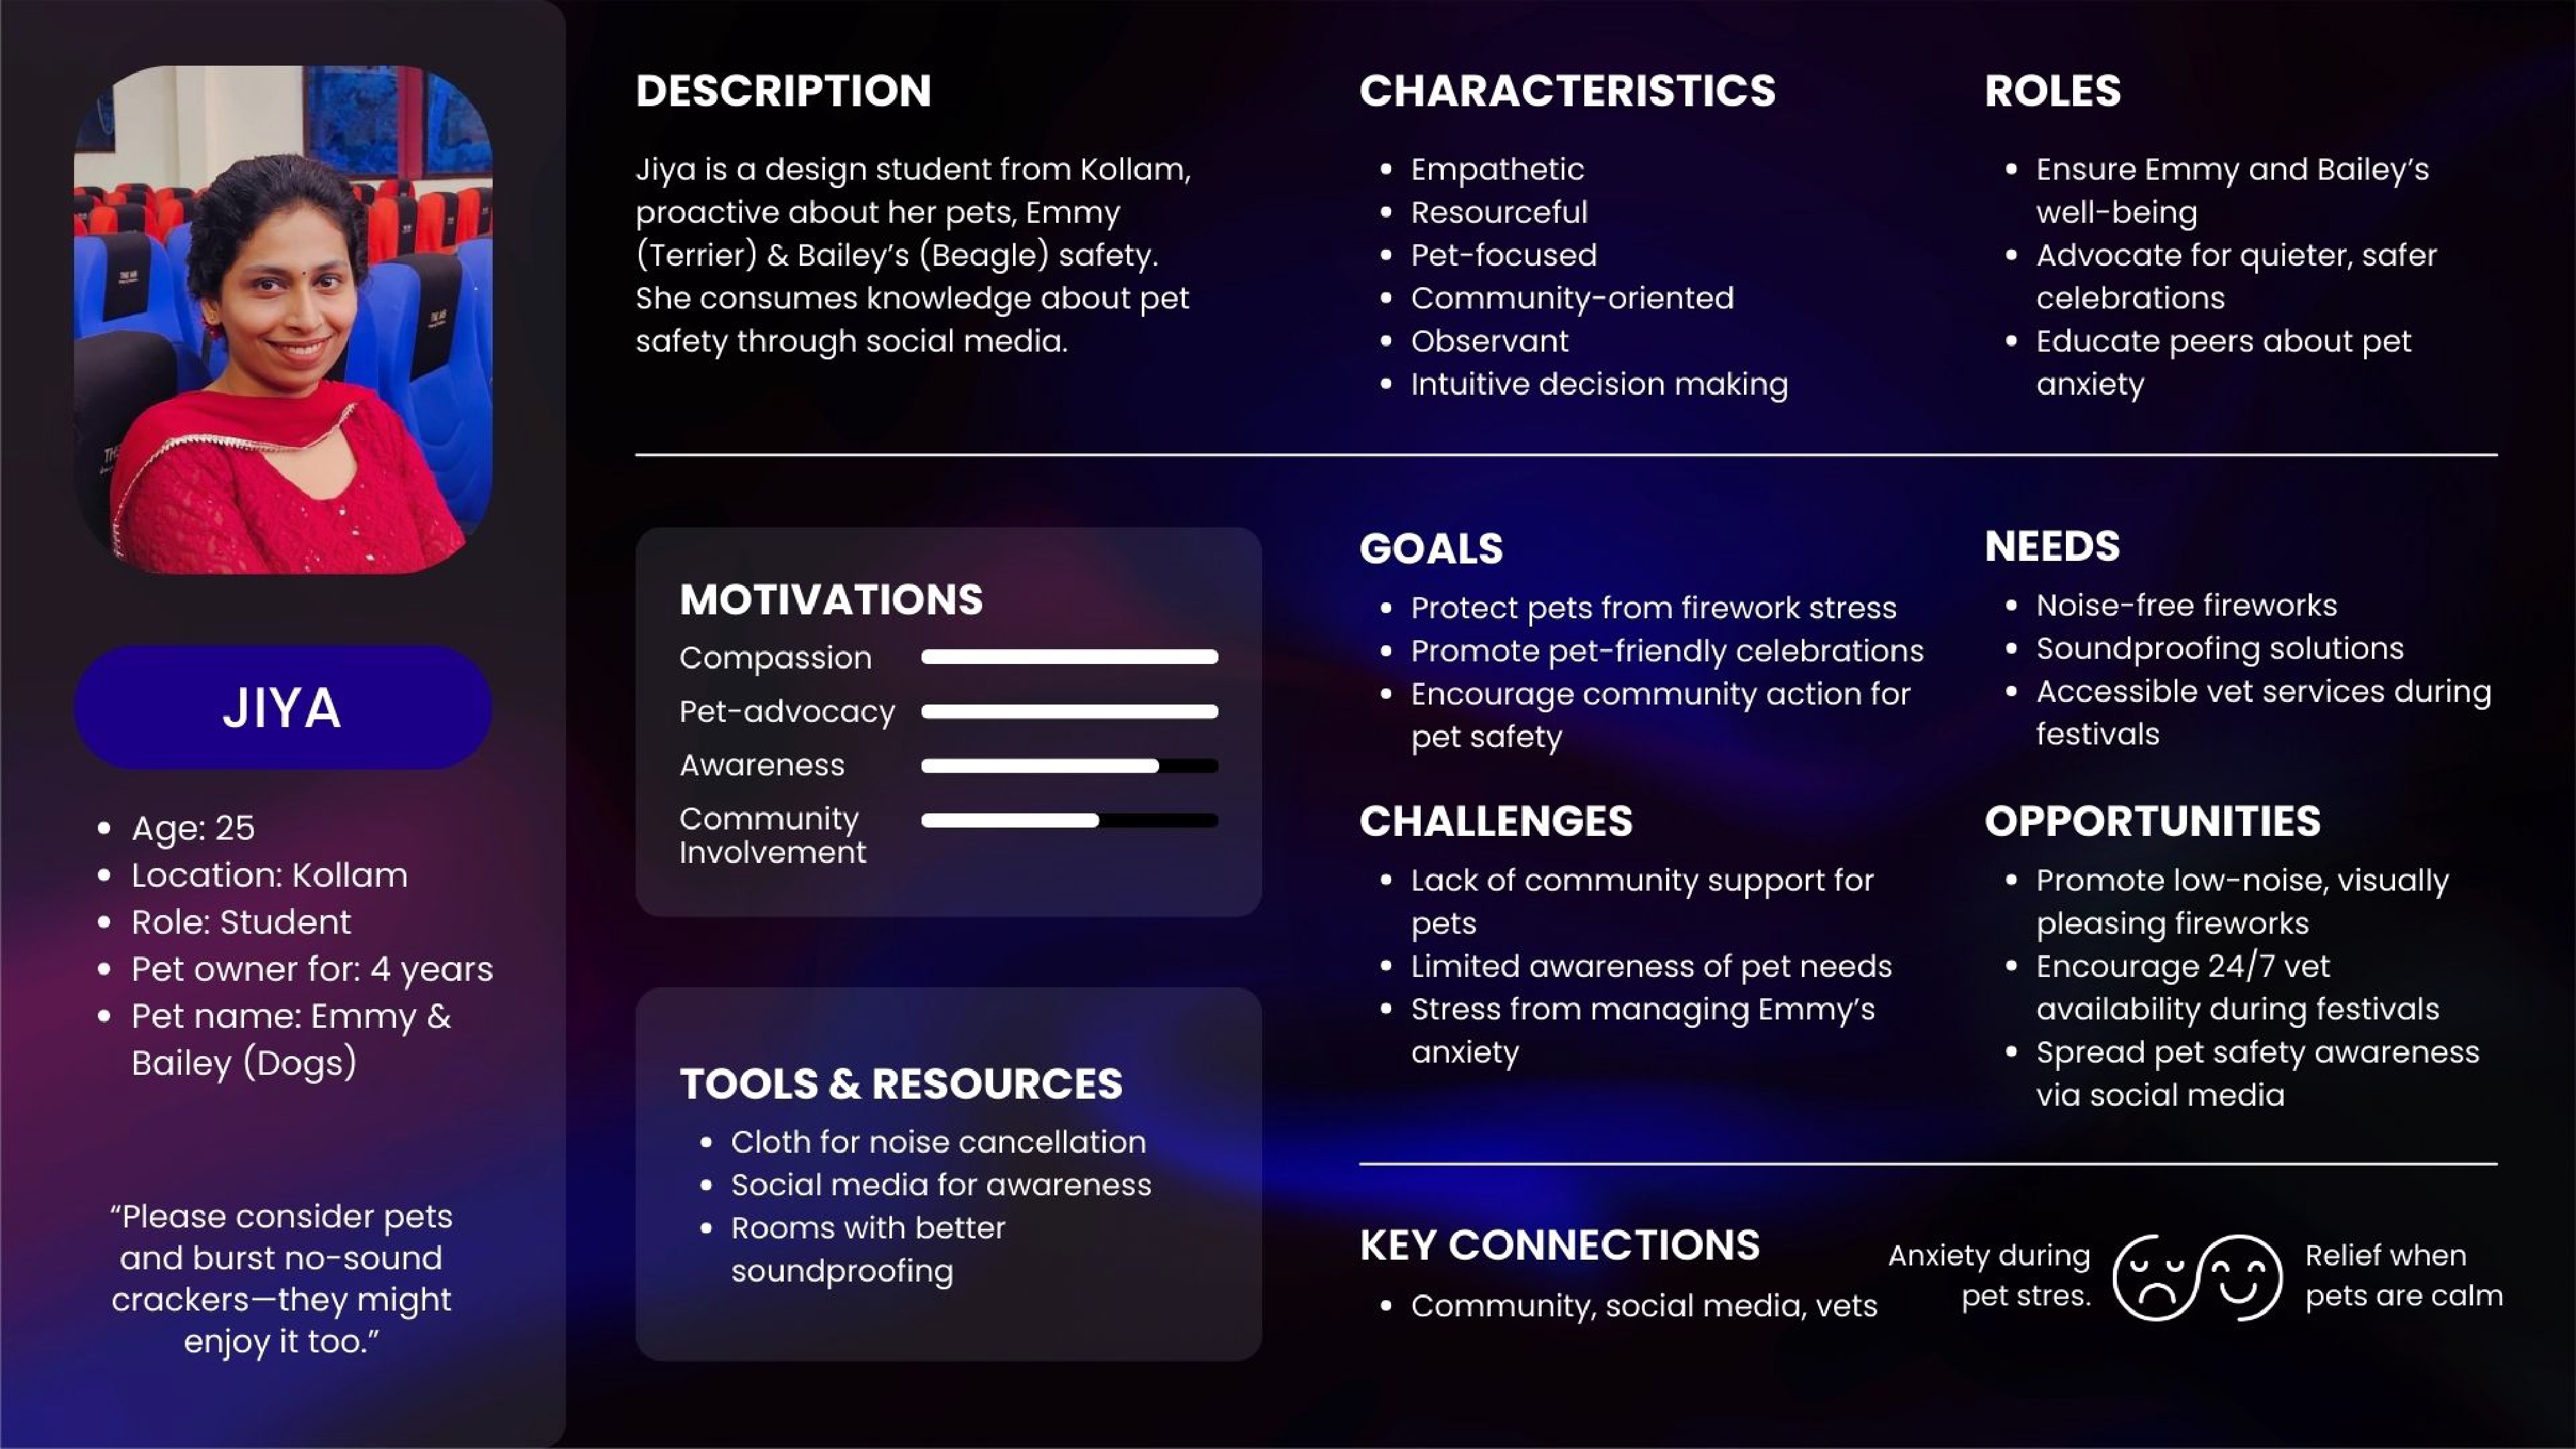 JIYA
Age: 25
Location: Kollam
Role: Student
Pet owner for: 4 years
Pet name: Emmy &
Bailey (Dogs)
“Please consider pets
and burst no-sound
crackers—they might
enjoy it too.”
DESCRIPTION
Jiya is a design student from Kollam,
proactive about her pets, Emmy
(Terrier) & Bailey’s (Beagle) safety.
She consumes knowledge about pet
safety through social media.
CHARACTERISTICS
Empathetic
Resourceful
Pet-focused
Community-oriented
Observant
Intuitive decision making
ROLES
Ensure Emmy and Bailey’s
well-being
Advocate for quieter, safer
celebrations
Educate peers about pet
anxiety
MOTIVATIONS
Compassion
Pet-advocacy
Awareness
Community
Involvement
TOOLS & RESOURCES
Cloth for noise cancellation
Social media for awareness
Rooms with better
soundproofing
GOALS
Protect pets from firework stress
Promote pet-friendly celebrations
Encourage community action for
pet safety
NEEDS
Noise-free fireworks
Soundproofing solutions
Accessible vet services during
festivals
CHALLENGES
Lack of community support for
pets
Limited awareness of pet needs
Stress from managing Emmy’s
anxiety
OPPORTUNITIES
Promote low-noise, visually
pleasing fireworks
Encourage 24/7 vet
availability during festivals
Spread pet safety awareness
via social media
KEY CONNECTIONS
Community, social media, vets
Anxiety during
pet stres.
Relief when
pets are calm